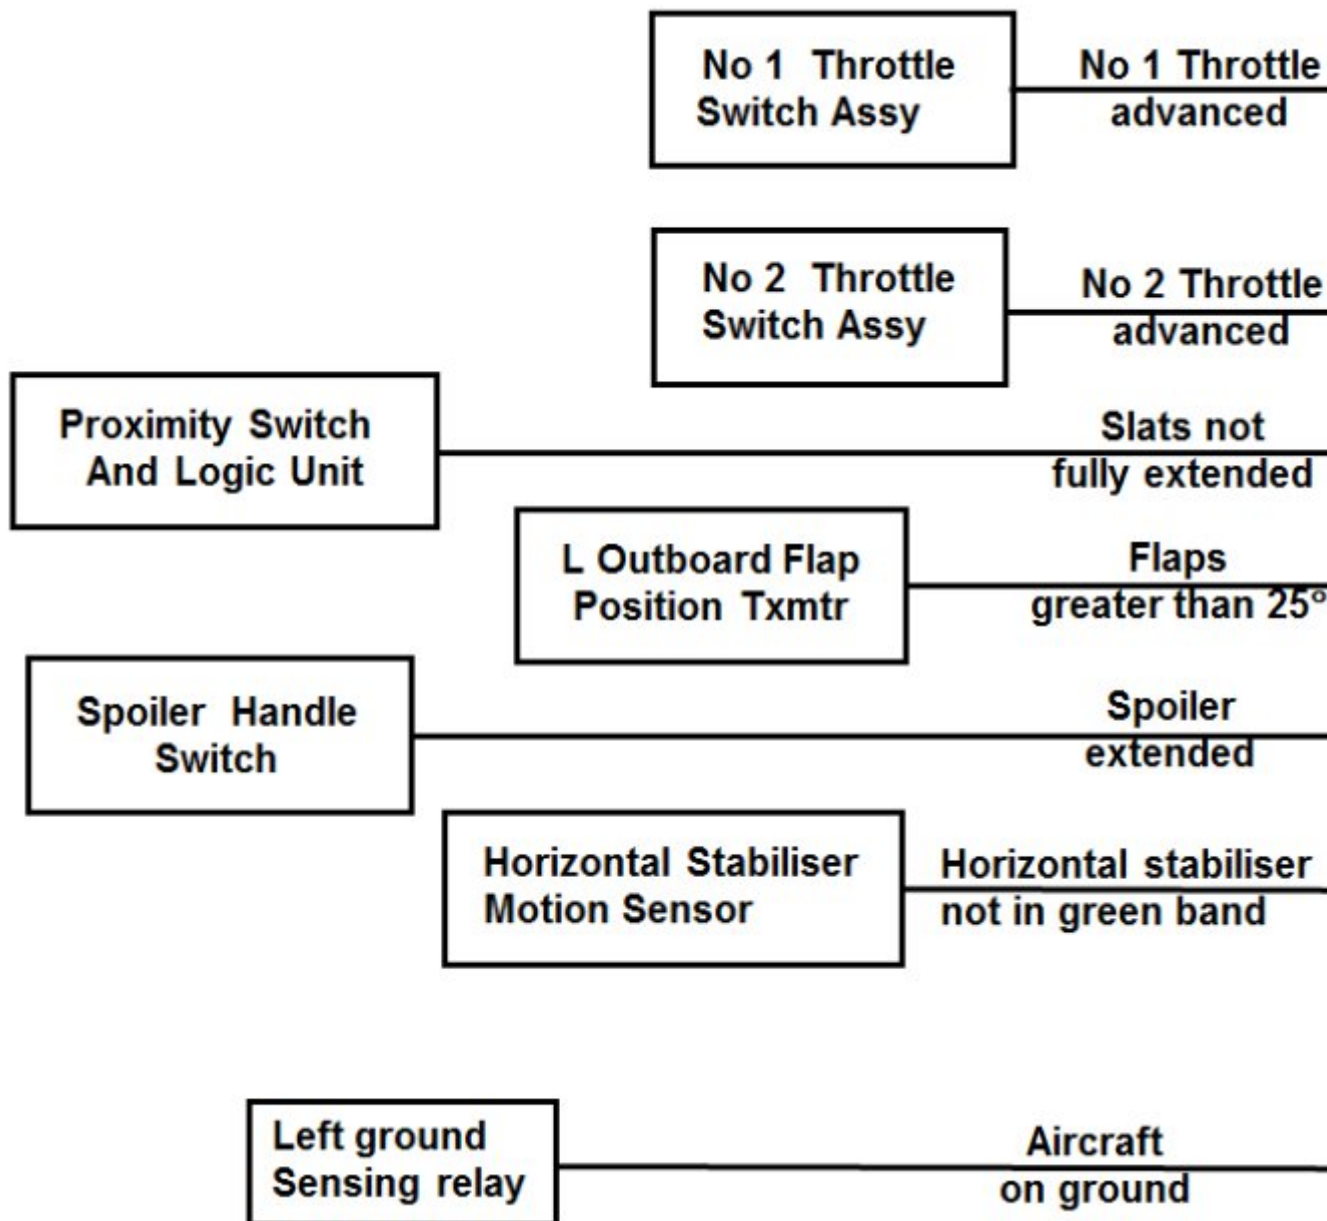 No 1 Throttle
Switch Assy
No 1 Throttle
advanced
No 2 Throttle
Switch Assy
No 2 Throttle
advanced
Proximity Switch
And Logic Unit
Slats not
fully extended
L Outboard Flap
Position Txmtr
Flaps
greater than 25°
Spoiler Handle
Switch
Spoiler
extended
Horizontal Stabiliser
Motion Sensor
Horizontal stabiliser
not in green band
Left ground
Sensing relay
Aircraft
on ground